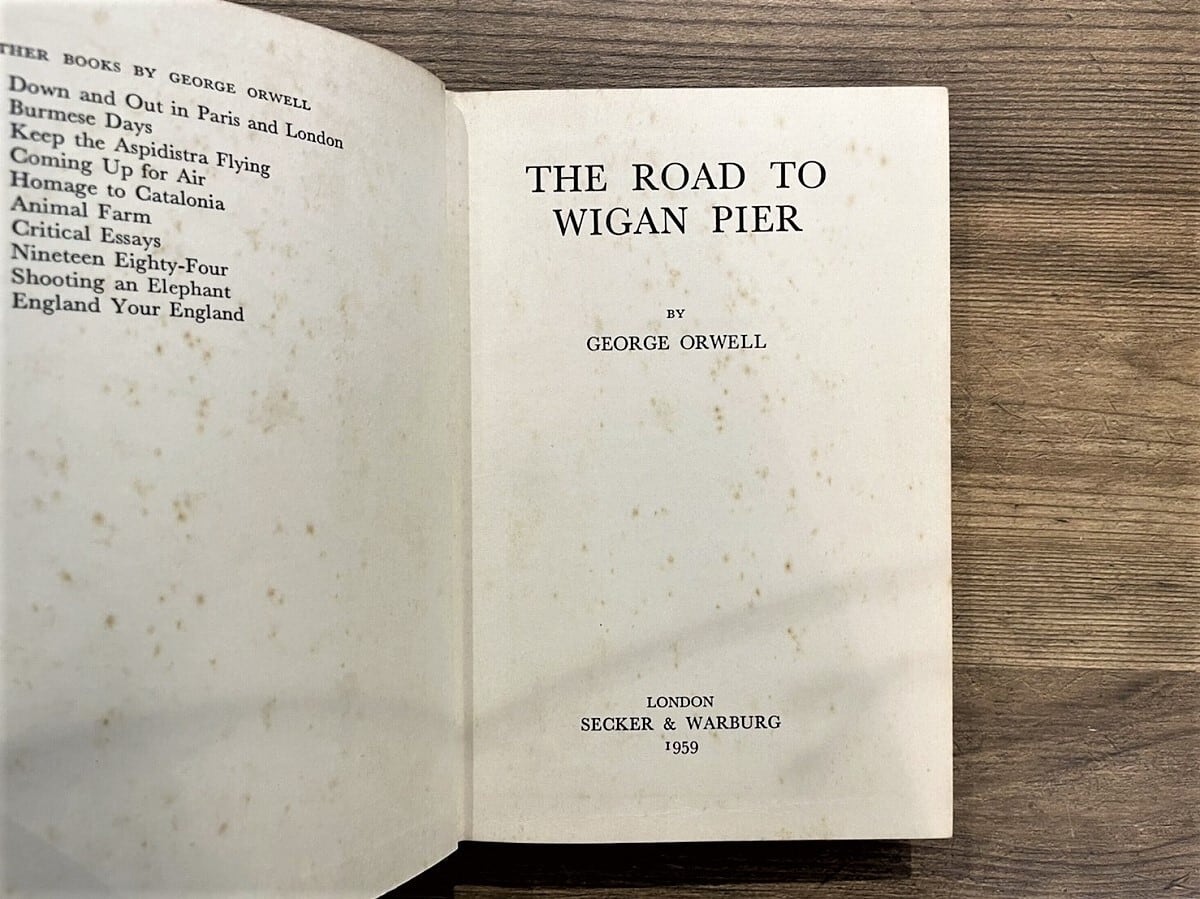 THER BOOKS BY GEORGE ORWELL
Down and Out in Paris and London
Burmese Days
Keep the Aspidistra Flying
Coming Up for Air
Homage to Catalonia
Animal Farm
Critical Essays
Nineteen Eighty-Four
Shooting an Elephant
England Your England
THE ROAD TO
WIGAN PIER
BY
GEORGE ORWELL
LONDON
SECKER & WARBURG
1959